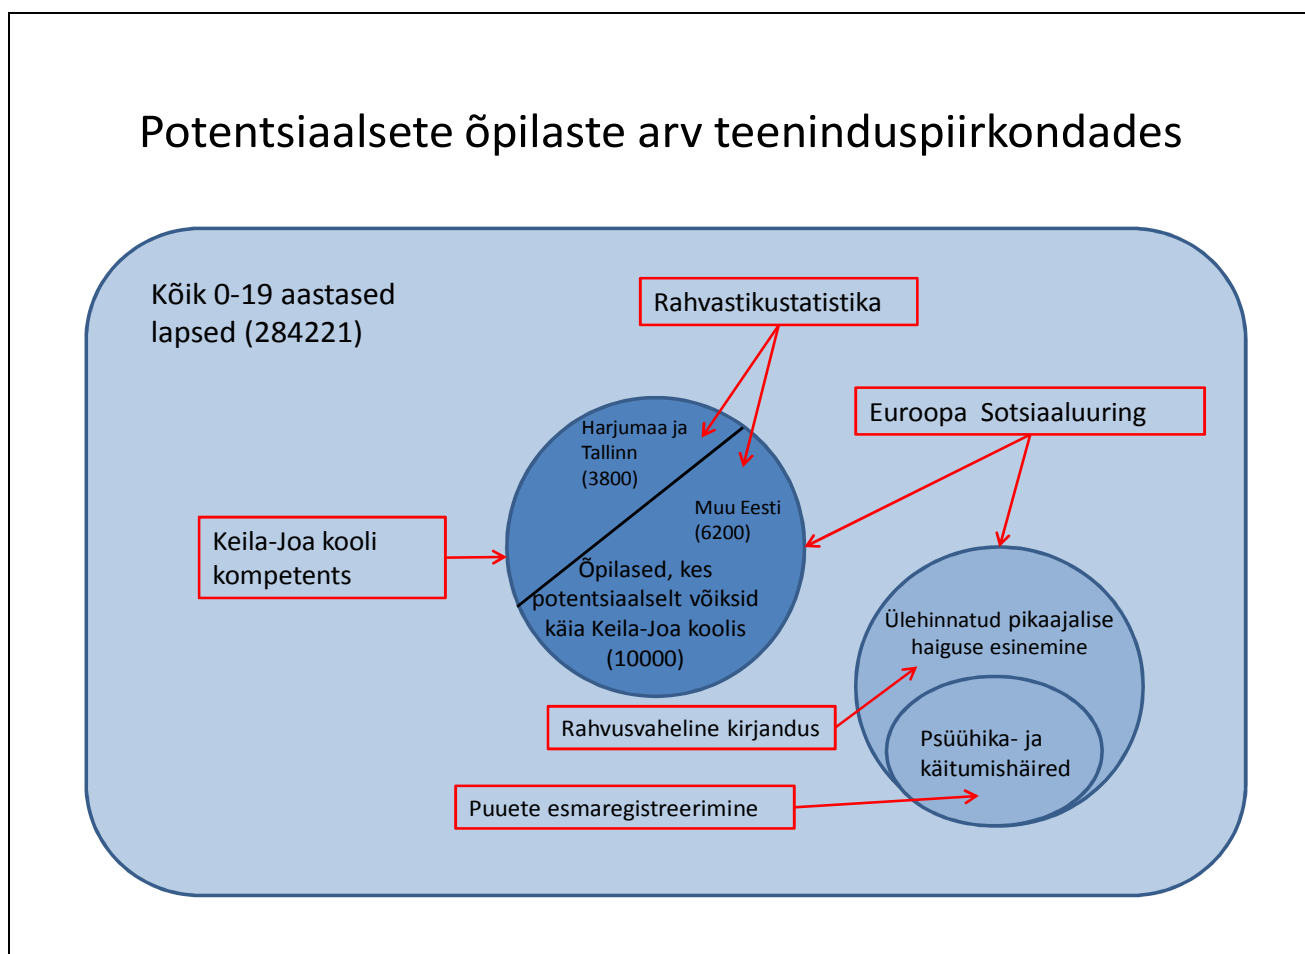 Potentsiaalsete õpilaste arv teeninduspiirkondades
Kõik 0-19 aastased
lapsed (284221)
Rahvastikustatistika
Euroopa Sotsiaaluuring
Harjumaa ja
Tallinn
(3800)
Muu Eesti
(6200)
Keila-Joa kooli
kompetents
Õpilased, kes
potentsiaalselt võiksid
käia Keila-Joa koolis
(10000)
Ülehinnatud pikaajalise
haiguse esinemine
Rahvusvaheline kirjandus
Psüühika- ja
käitumishäired
Puuete esmaregistreerimine